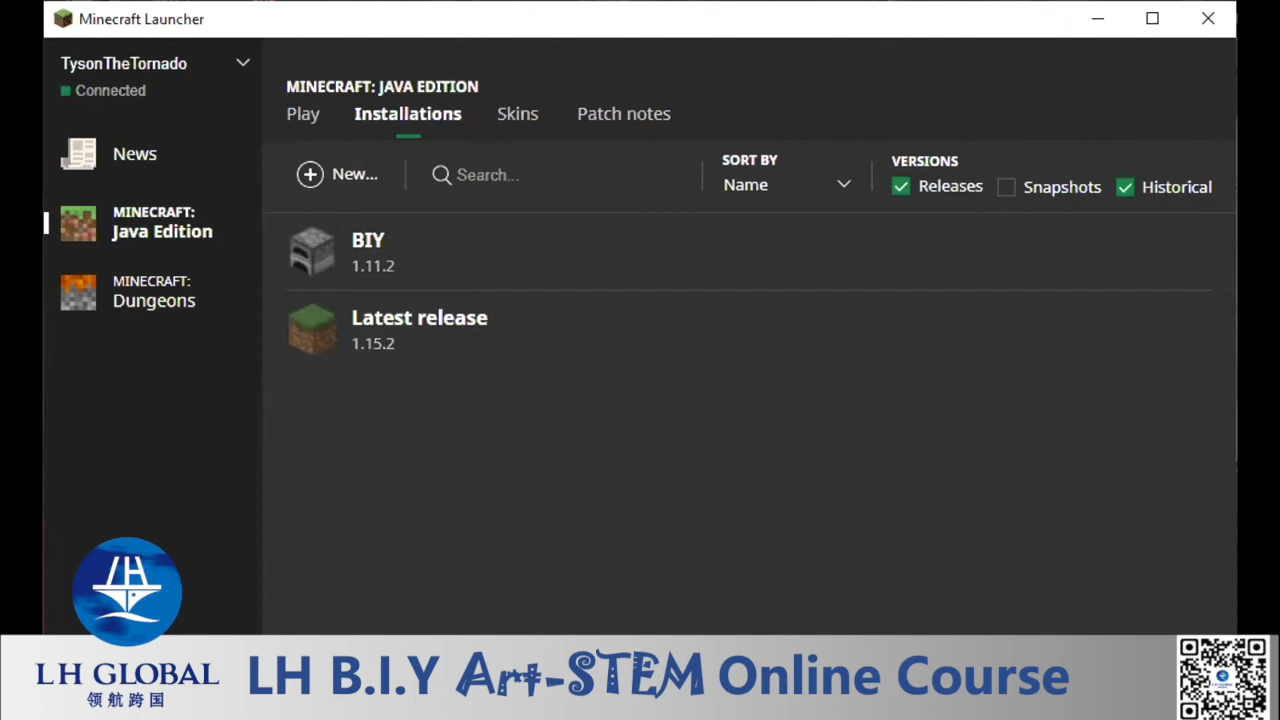 Minecraft Launcher
TysonTheTornado
Connected
News
MINECRAFT:
Java Edition
MINECRAFT:
Dungeons
MINECRAFT: JAVA EDITION
Play Installations Skins Patch notes
New... Search...
SORT BY
Name
VERSIONS
Releases Snapshots Historical
BIY
1.11.2
Latest release
1.15.2
LH GLOBAL
领航跨国
LH B.I.Y Art-STEM Online Course